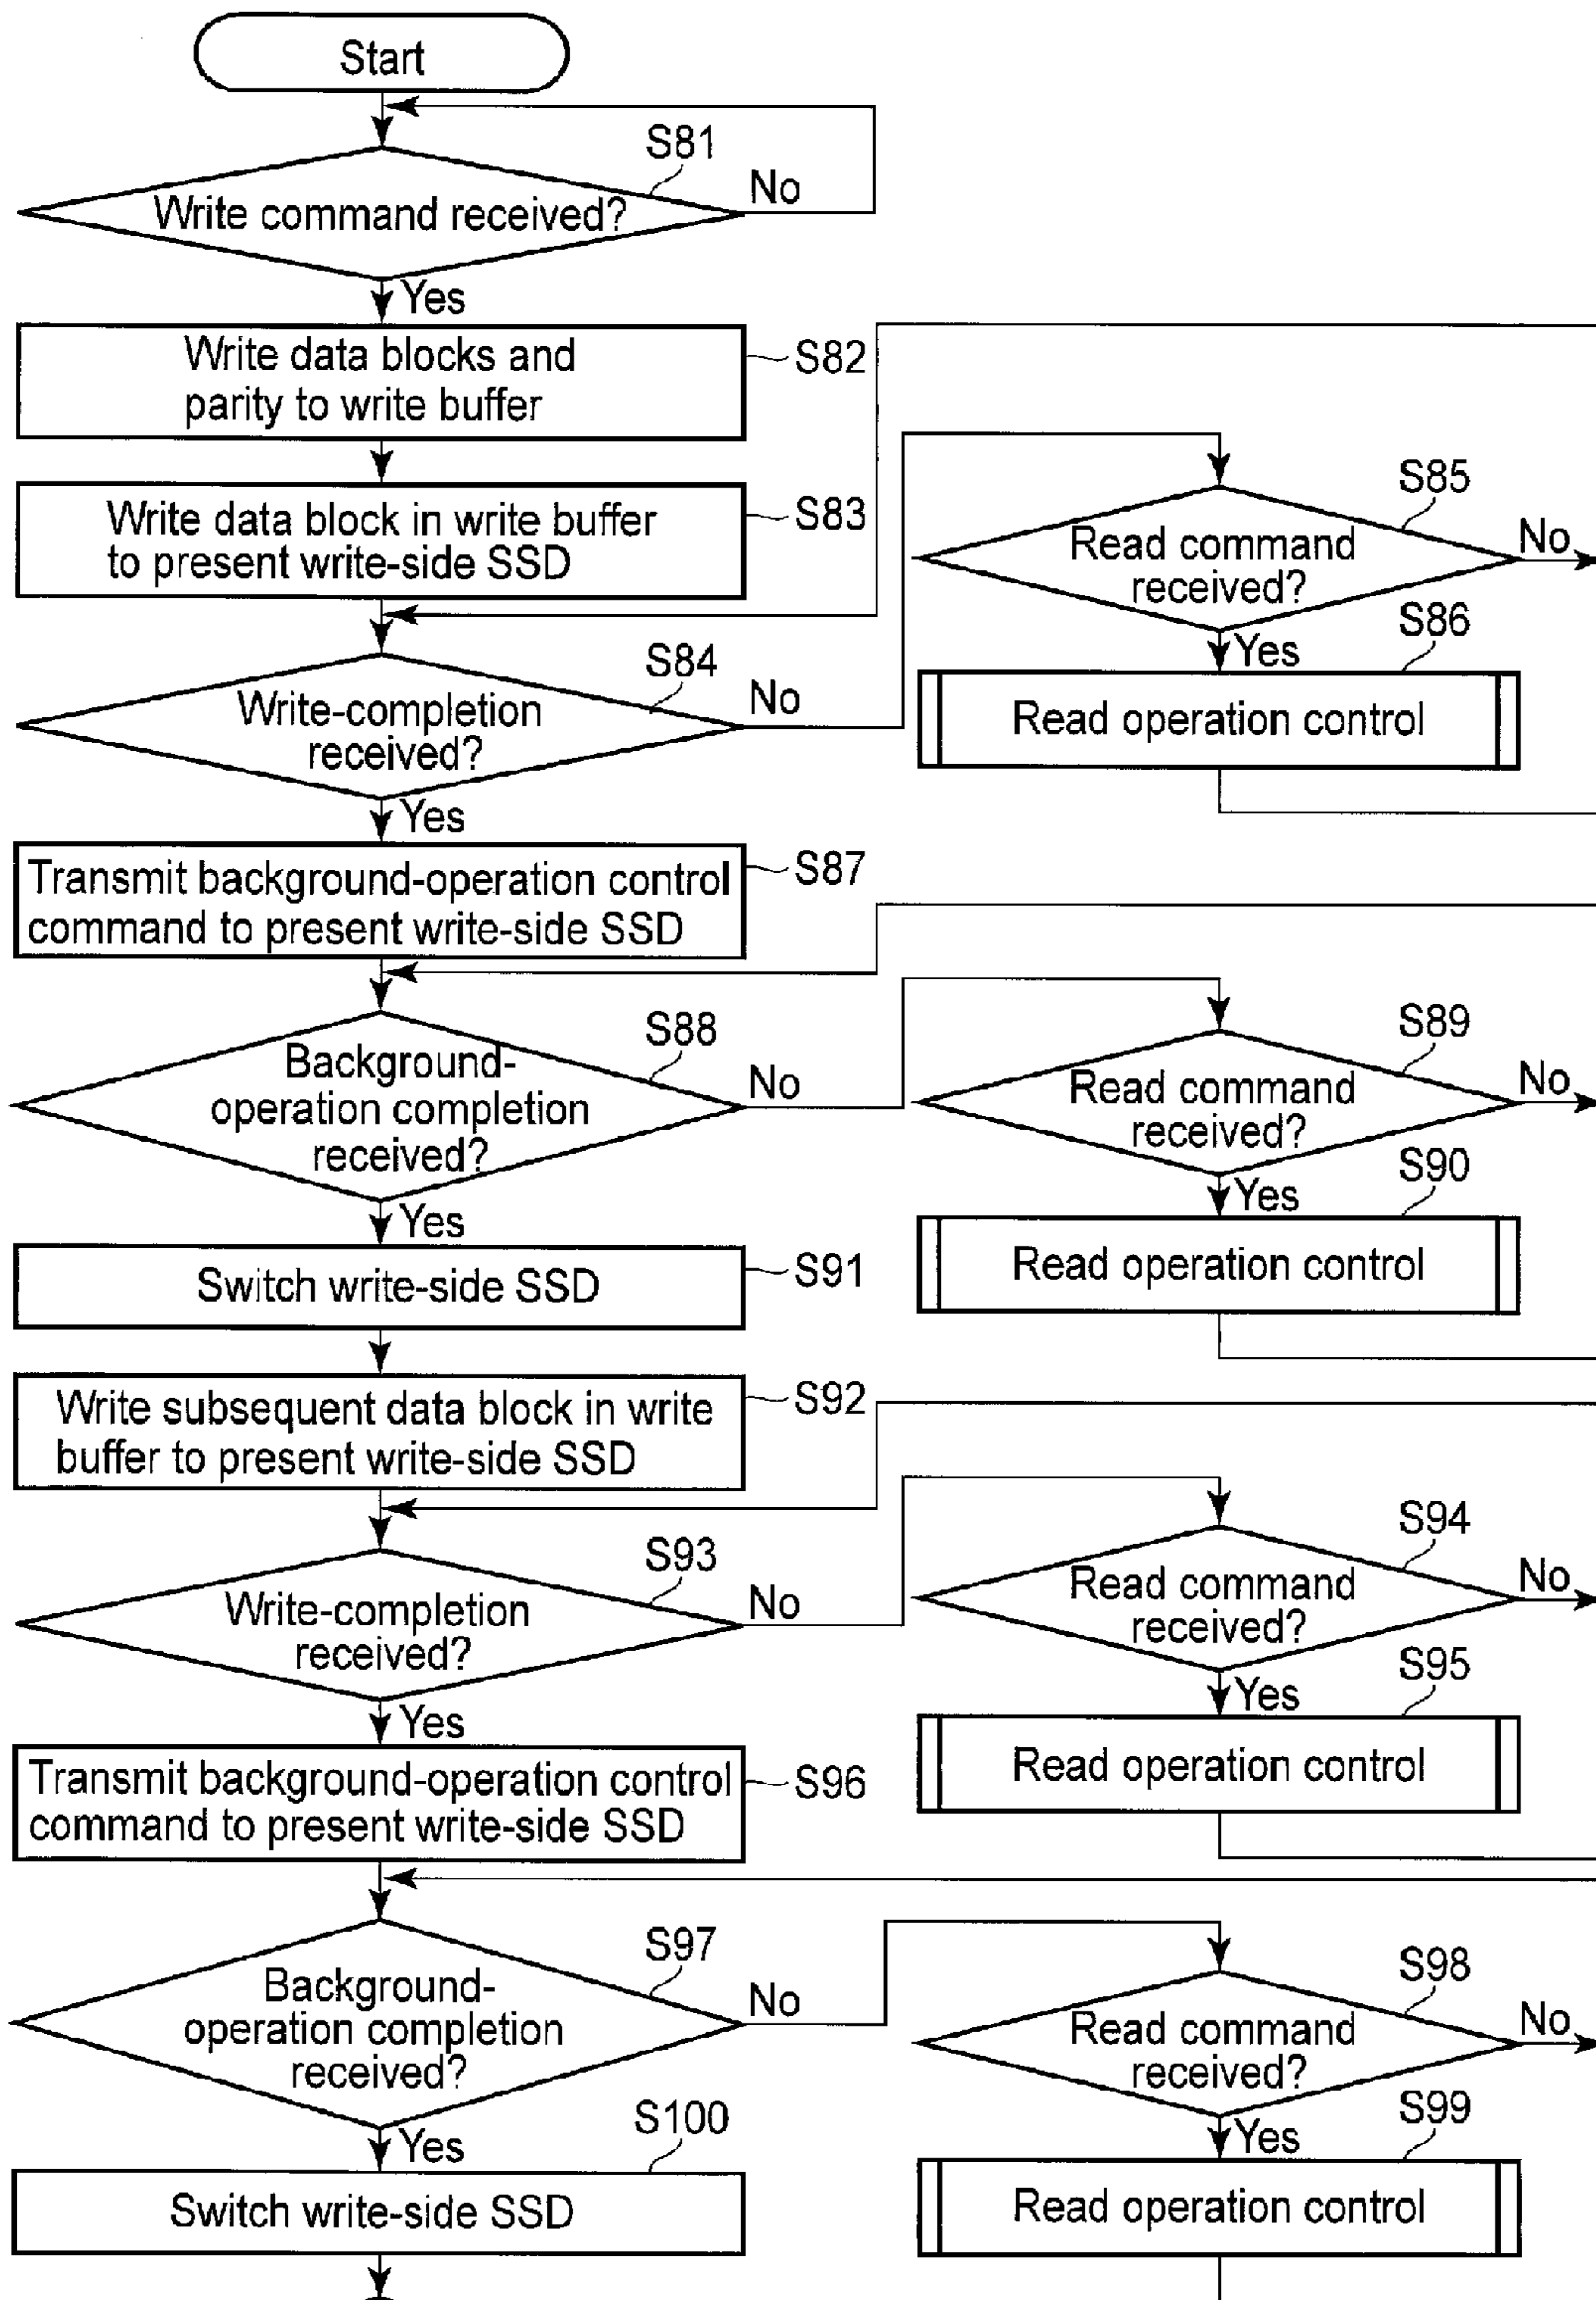 Start
S81
Write command received?
No
Yes
Write data blocks and
parity to write buffer
S82
Write data block in write buffer
to present write-side SSD
S83
S84
Write-completion
received?
No
Yes
S85
Read command
received?
No
Yes
S86
Read operation control
Transmit background-operation control
command to present write-side SSD
S87
S88
Background-
operation completion
received?
No
Yes
S89
Read command
received?
No
Yes
S90
Read operation control
Switch write-side SSD
S91
Write subsequent data block in write
buffer to present write-side SSD
S92
S93
Write-completion
received?
No
Yes
S94
Read command
received?
No
Yes
S95
Read operation control
Transmit background-operation control
command to present write-side SSD
S96
S97
Background-
operation completion
received?
No
Yes
S98
Read command
received?
No
Yes
S99
Read operation control
S100
Switch write-side SSD